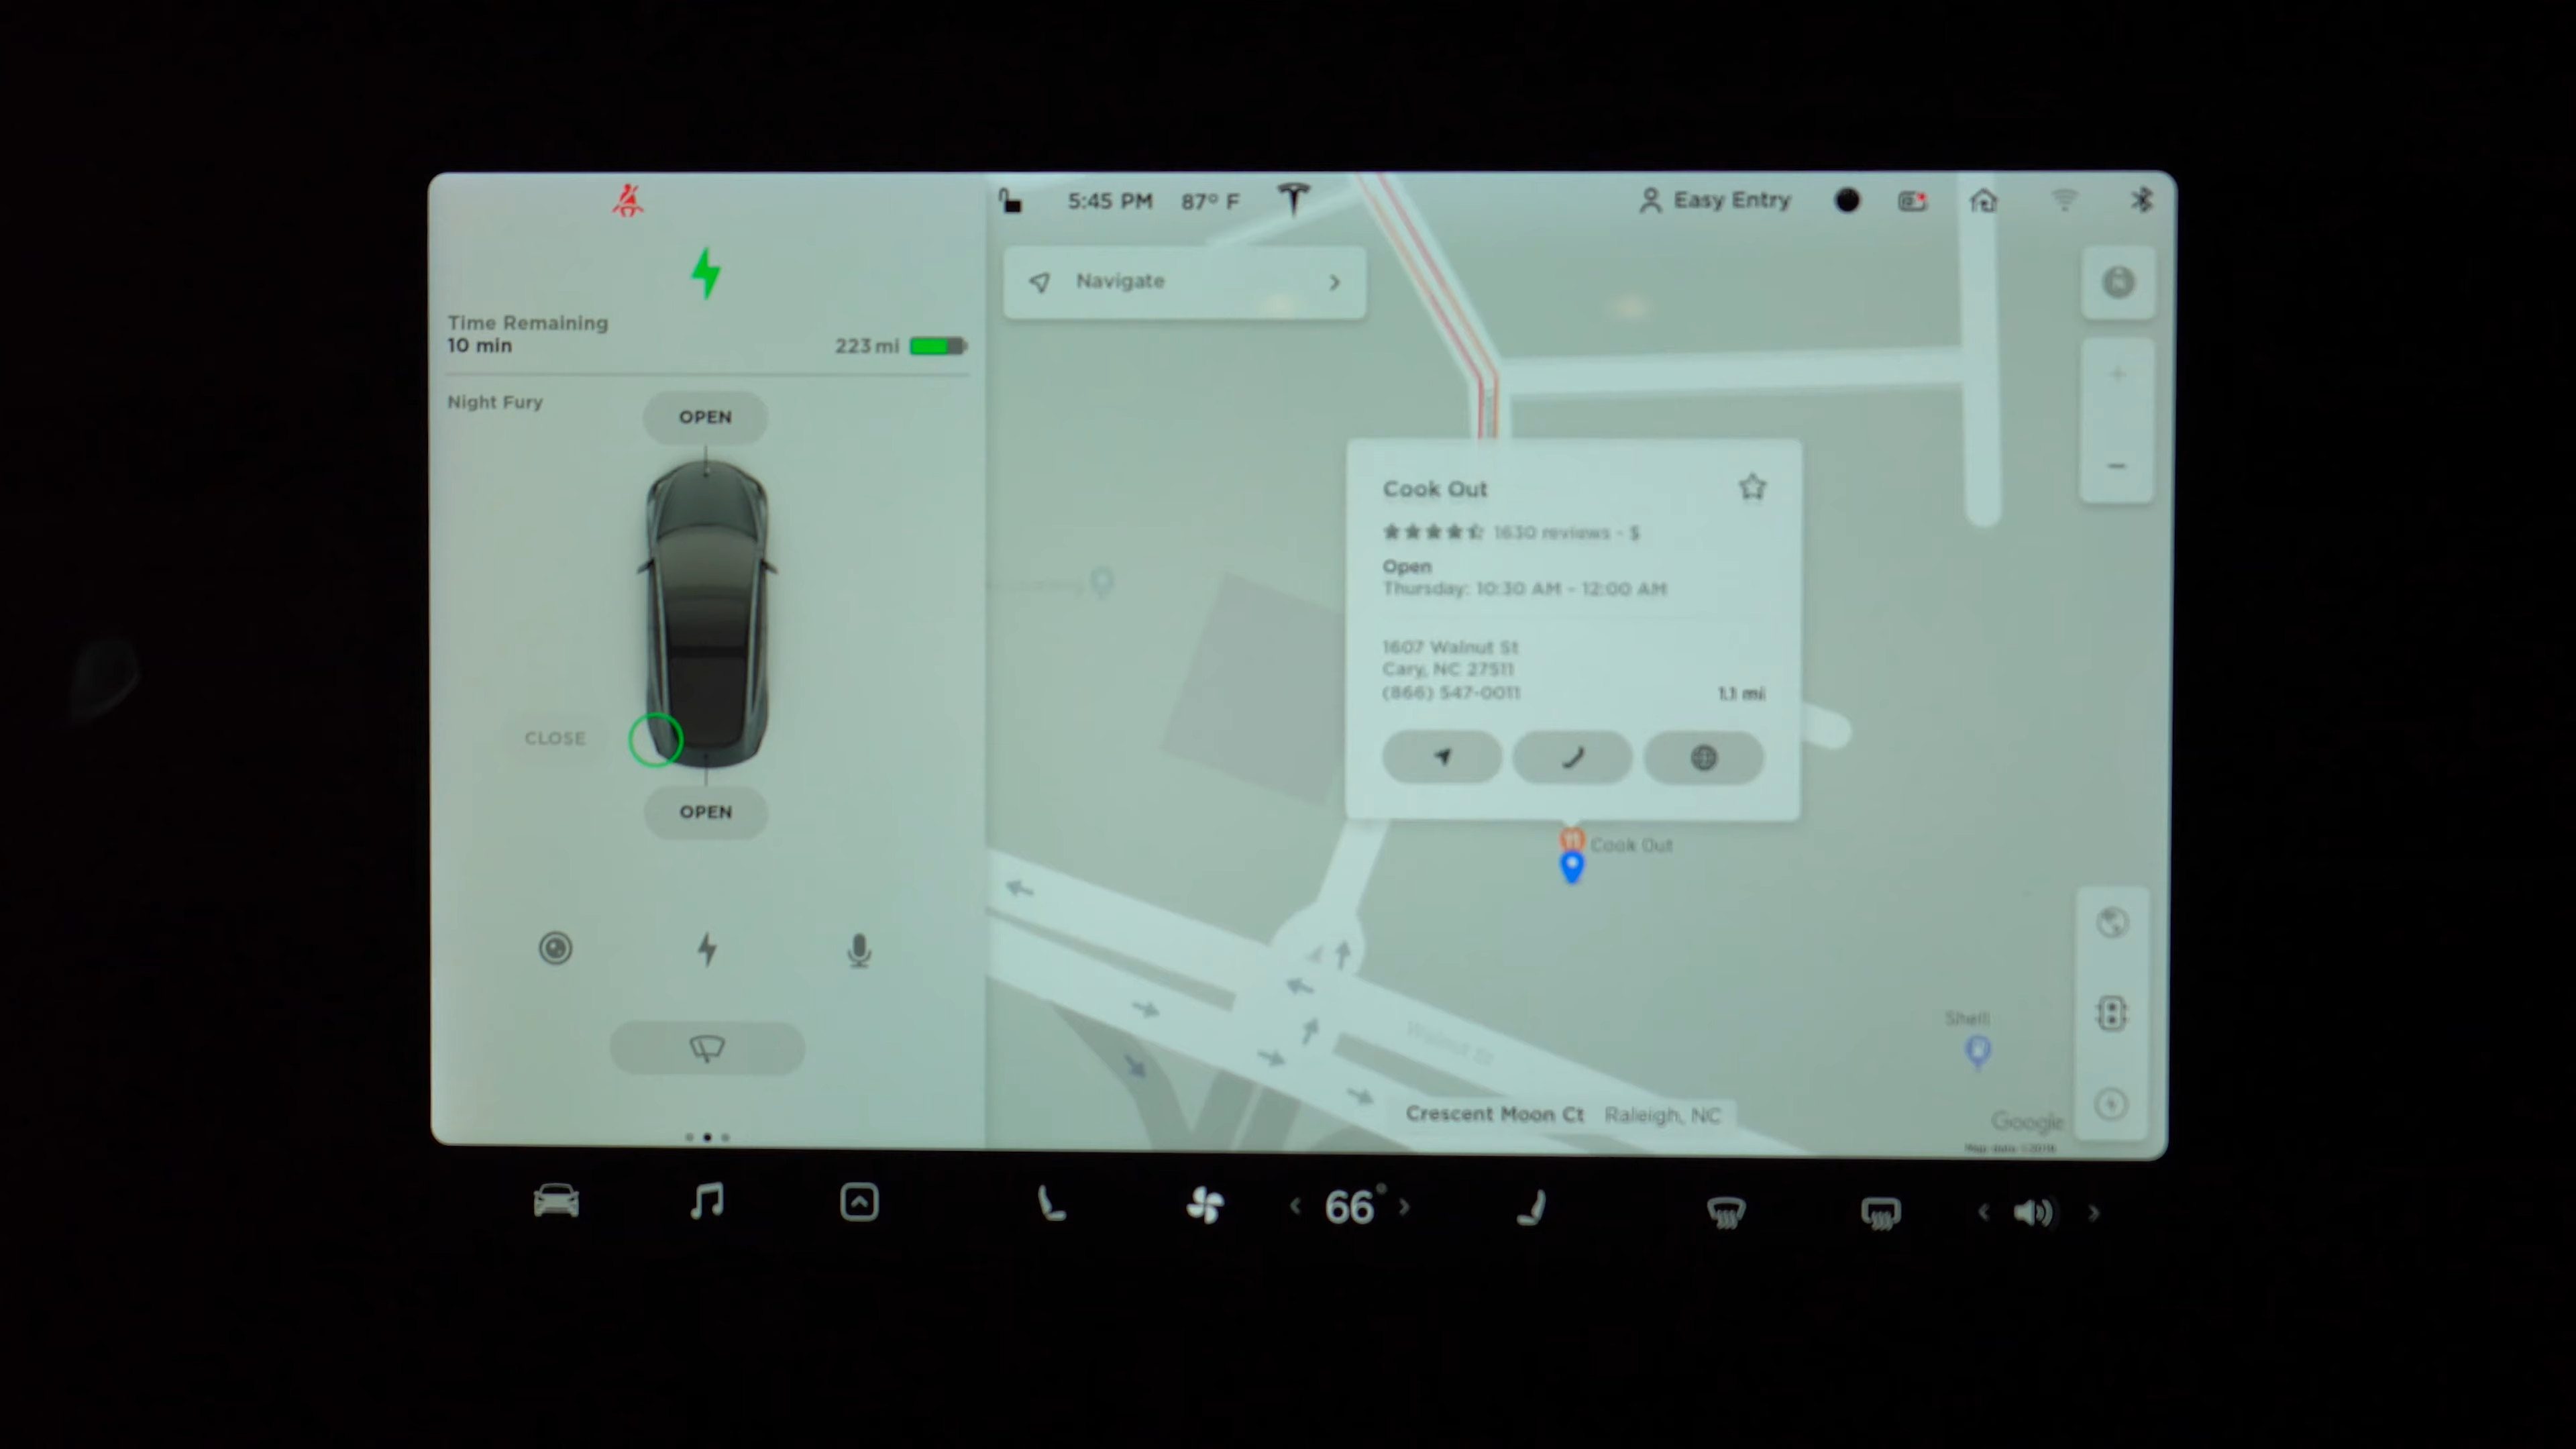 5:45 PM 87° F
Easy Entry
Navigate
Time Remaining
10 min
223 mi
Night Fury
OPEN
CLOSE
OPEN
Cook Out
1630 reviews - $
Open
Thursday: 10:30 AM - 12:00 AM
1607 Walnut St
Cary, NC 27511
(866) 547-0011
1.1 mi
Cook Out
Walnut St
Shell
Crescent Moon Ct Raleigh, NC
Google
66°